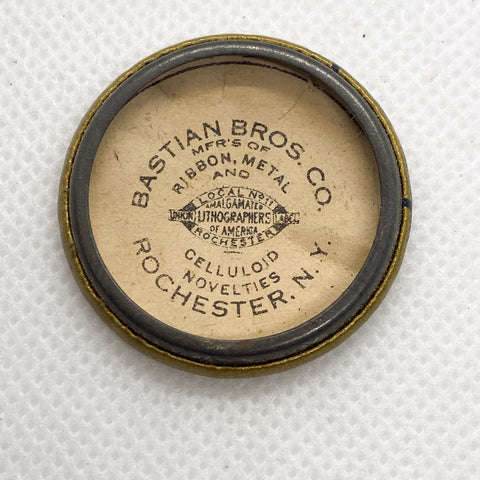 BASTIAN BROS. CO.
MFR'S OF
RIBBON, METAL
AND
LOCAL NO 11
AMALGAMATED
UNION LITHOGRAPHERS LABEL
OF AMERICA
ROCHESTER
CELLULOID
NOVELTIES
ROCHESTER. N. Y.